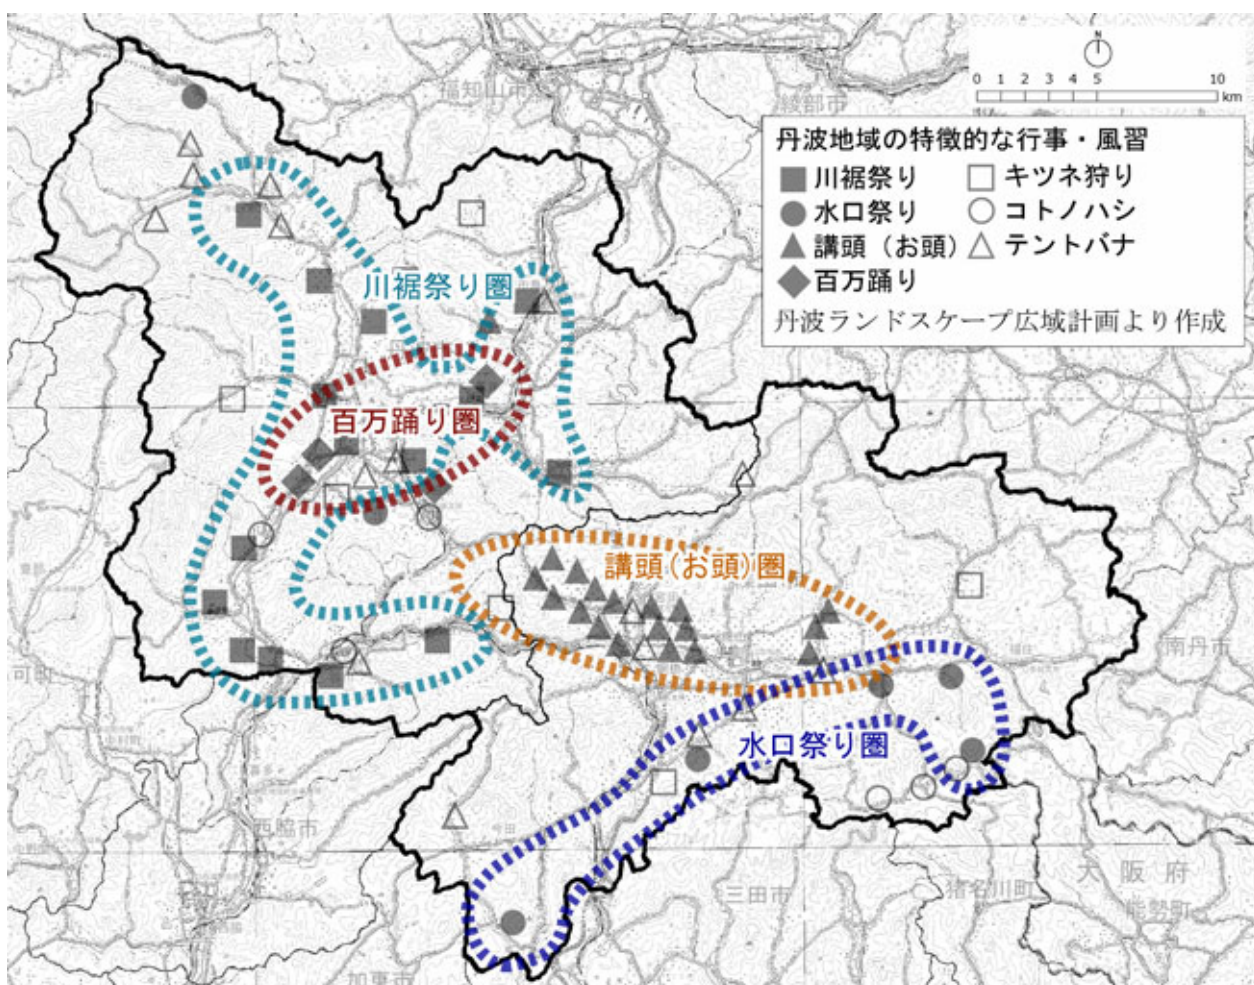 福知山市
綾部市
N
0 1 2 3 4 5 10
km
丹波地域の特徴的な行事・風習
川裾祭り
キツネ狩り
水口祭り
コトノハシ
講頭（お頭）
テントバナ
百万踊り
丹波ランドスケープ広域計画より作成
川裾祭り圏
百万踊り圏
講頭(お頭)圏
南丹市
可町
水口祭り圏
西脇市
今田
三田市
猪名川町
大阪府
能勢町
加東市